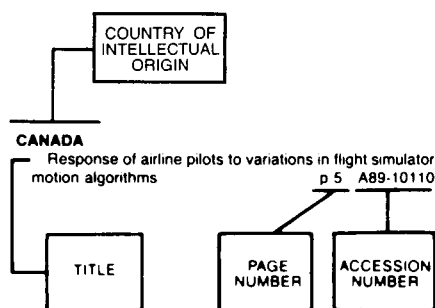 COUNTRY OF
INTELLECTUAL
ORIGIN
CANADA
Response of airline pilots to variations in flight simulator
motion algorithms p 5 A89-10110
TITLE
PAGE
NUMBER
ACCESSION
NUMBER